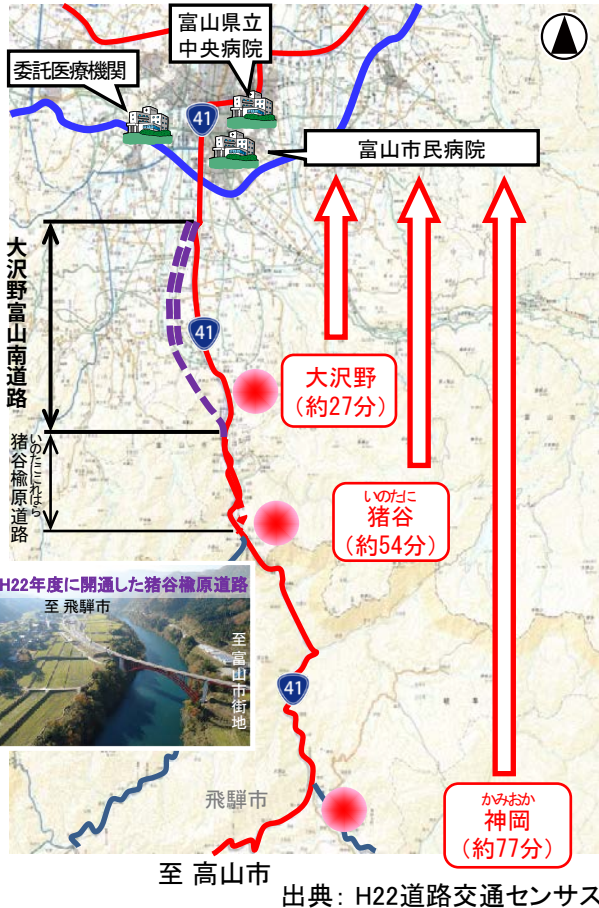 富山県立
中央病院
委託医療機関
41
富山市民病院
大沢野富山南道路
41
大沢野
(約27分)
いのたにこれはら
猪谷楡原道路
いのたに
猪谷
(約54分)
H22年度に開通した猪谷楡原道路
至 飛騨市
至 富山市街地
41
飛騨市
かみおか
神岡
(約77分)
至 高山市
出典：H22道路交通センサス